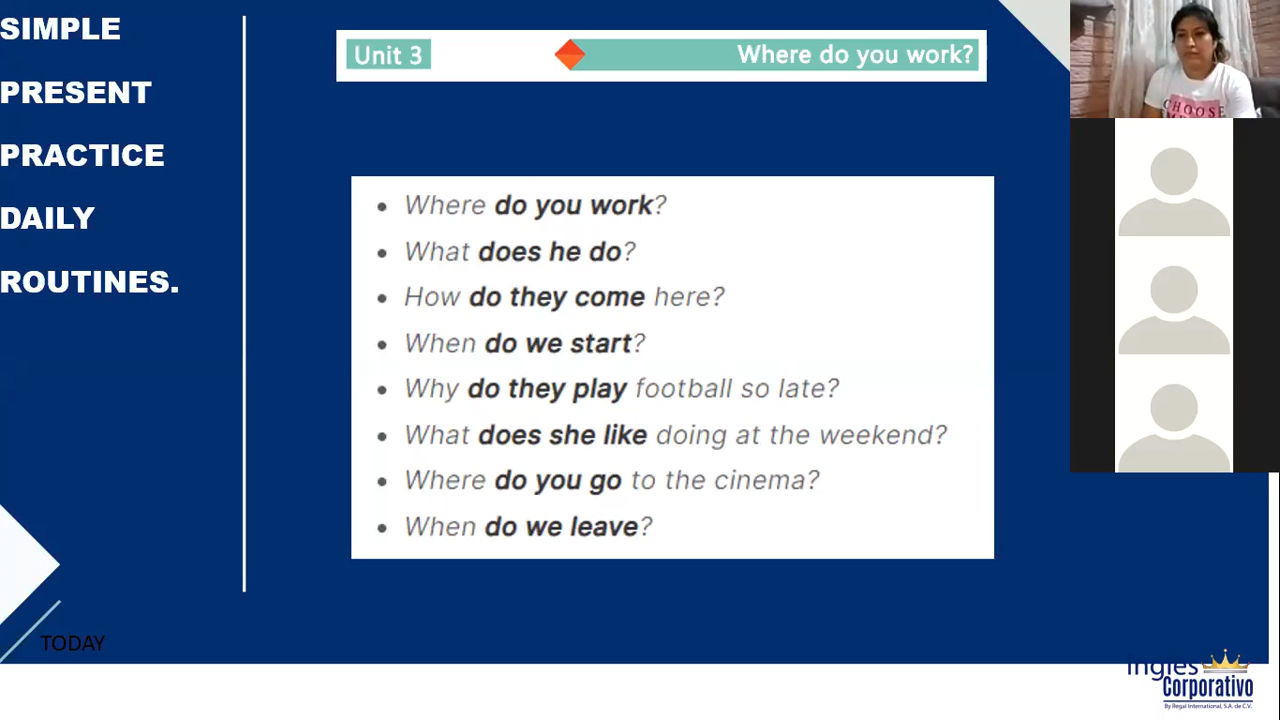 SIMPLE
PRESENT
PRACTICE
DAILY
ROUTINES.
Unit 3
Where do you work?
Where do you work?
What does he do?
How do they come here?
When do we start?
Why do they play football so late?
What does she like doing at the weekend?
Where do you go to the cinema?
When do we leave?
TODAY
CHOOSE
Inglés
Corporativo
By Regal International, S.A. de C.V.